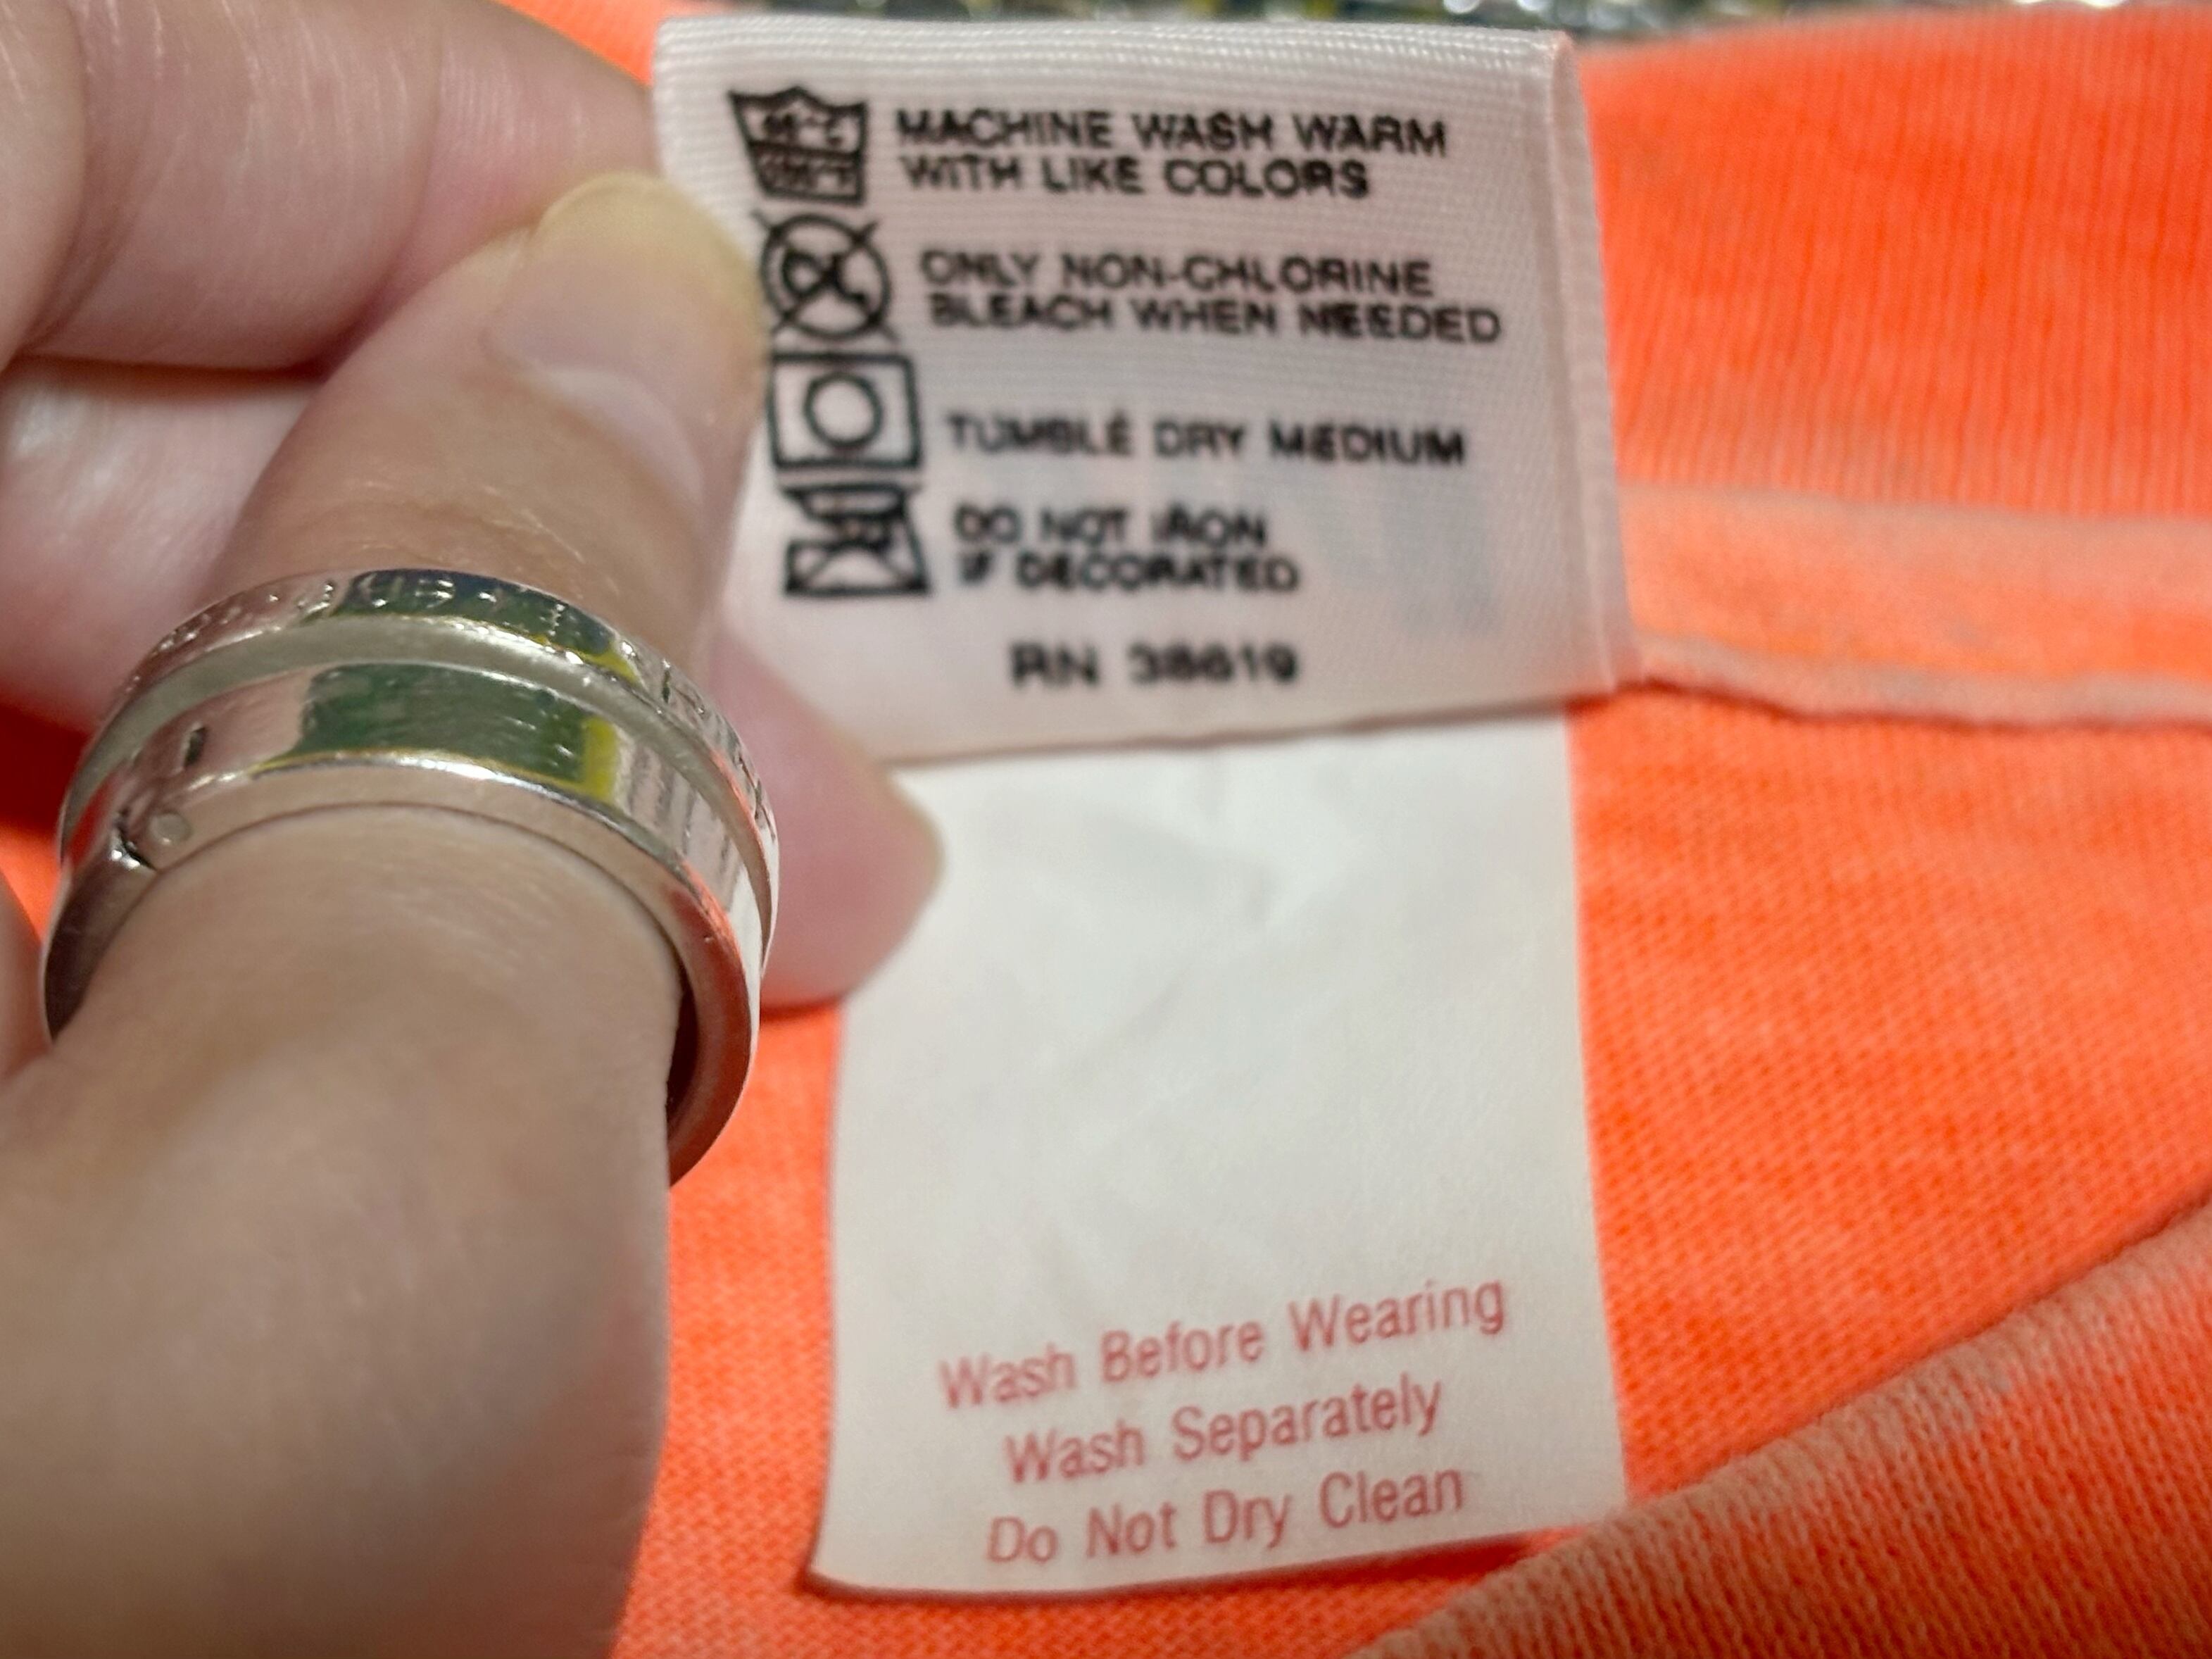 MACHINE WASH WARM
WITH LIKE COLORS
ONLY NON-CHLORINE
BLEACH WHEN NEEDED
TUMBLE DRY MEDIUM
DO NOT IRON
IF DECORATED
RN 38619
Wash Before Wearing
Wash Separately
Do Not Dry Clean